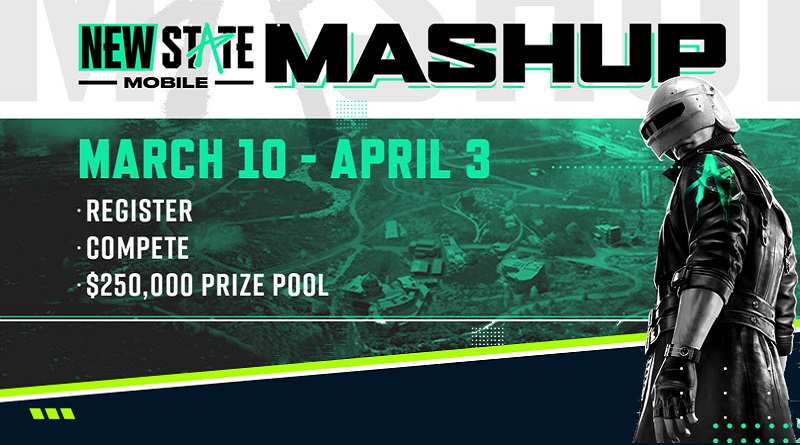 NEW STATE
MOBILE
MASHUP
MARCH 10 - APRIL 3
· REGISTER
· COMPETE
· $250,000 PRIZE POOL